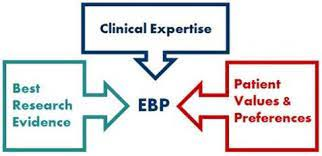 Clinical Expertise
Best
Research
Evidence
EBP
Patient
Values &
Preferences